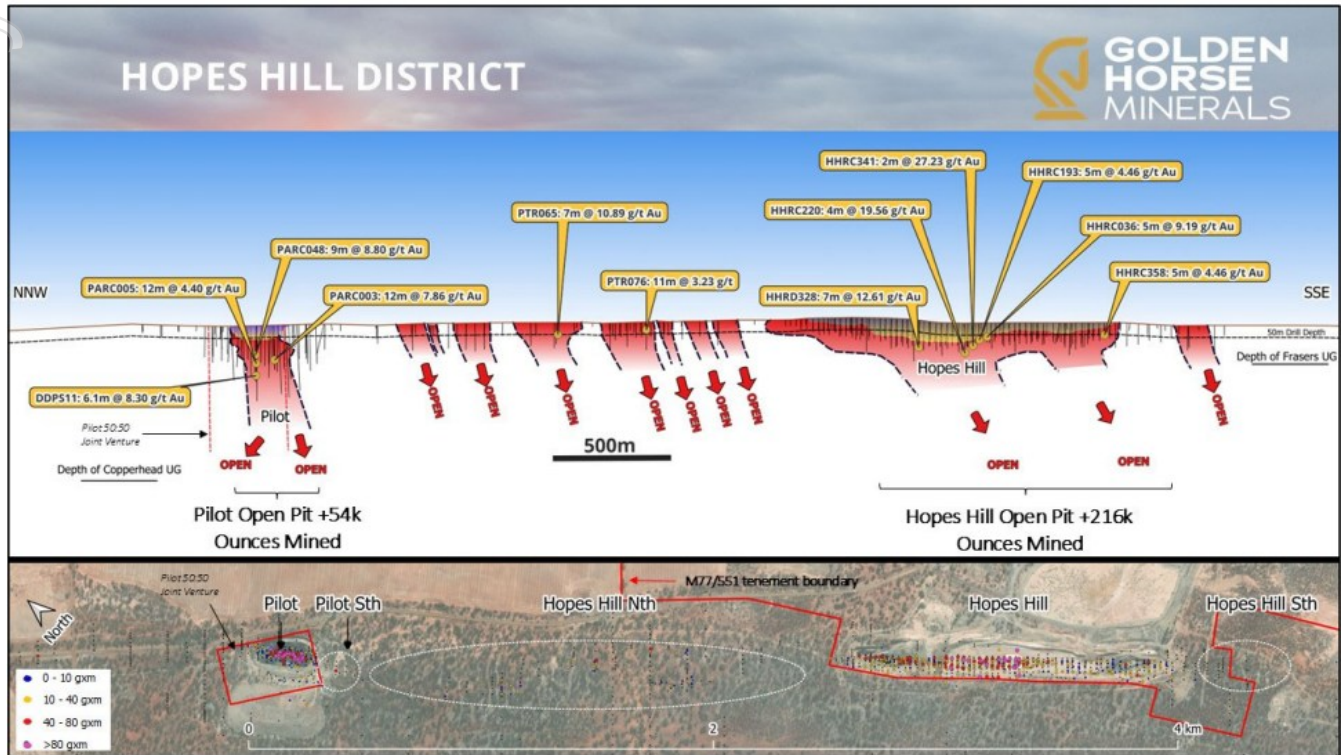 HOPES HILL DISTRICT
GOLDEN
HORSE
MINERALS
HHRC341: 2m @ 27.23 g/t Au
HHRC193: 5m @ 4.46 g/t Au
PTR065: 7m @ 10.89 g/t Au
HHRC220: 4m @ 19.56 g/t Au
HHRC036: 5m @ 9.19 g/t Au
PARC048: 9m @ 8.80 g/t Au
PARC005: 12m @ 4.40 g/t Au
PARC003: 12m @ 7.86 g/t Au
PTR076: 11m @ 3.23 g/t
HHRD328: 7m @ 12.61 g/t Au
HHRC358: 5m @ 4.46 g/t Au
NNW
SSE
50m Drill Depth
Depth of Frasers UG
Hopes Hill
DDPS11: 6.1m @ 8.30 g/t Au
Pilot
Pilot 50:50
Joint Venture
OPEN
OPEN
OPEN
OPEN
OPEN
OPEN
OPEN
OPEN
500m
Depth of Copperhead UG
OPEN
OPEN
OPEN
OPEN
Pilot Open Pit +54k
Ounces Mined
Hopes Hill Open Pit +216k
Ounces Mined
Pilot 50:50
Joint Venture
M77/551 tenement boundary
Pilot
Pilot Sth
Hopes Hill Nth
Hopes Hill
Hopes Hill Sth
North
0 - 10 gxm
10 - 40 gxm
40 - 80 gxm
>80 gxm
0
2
4 km